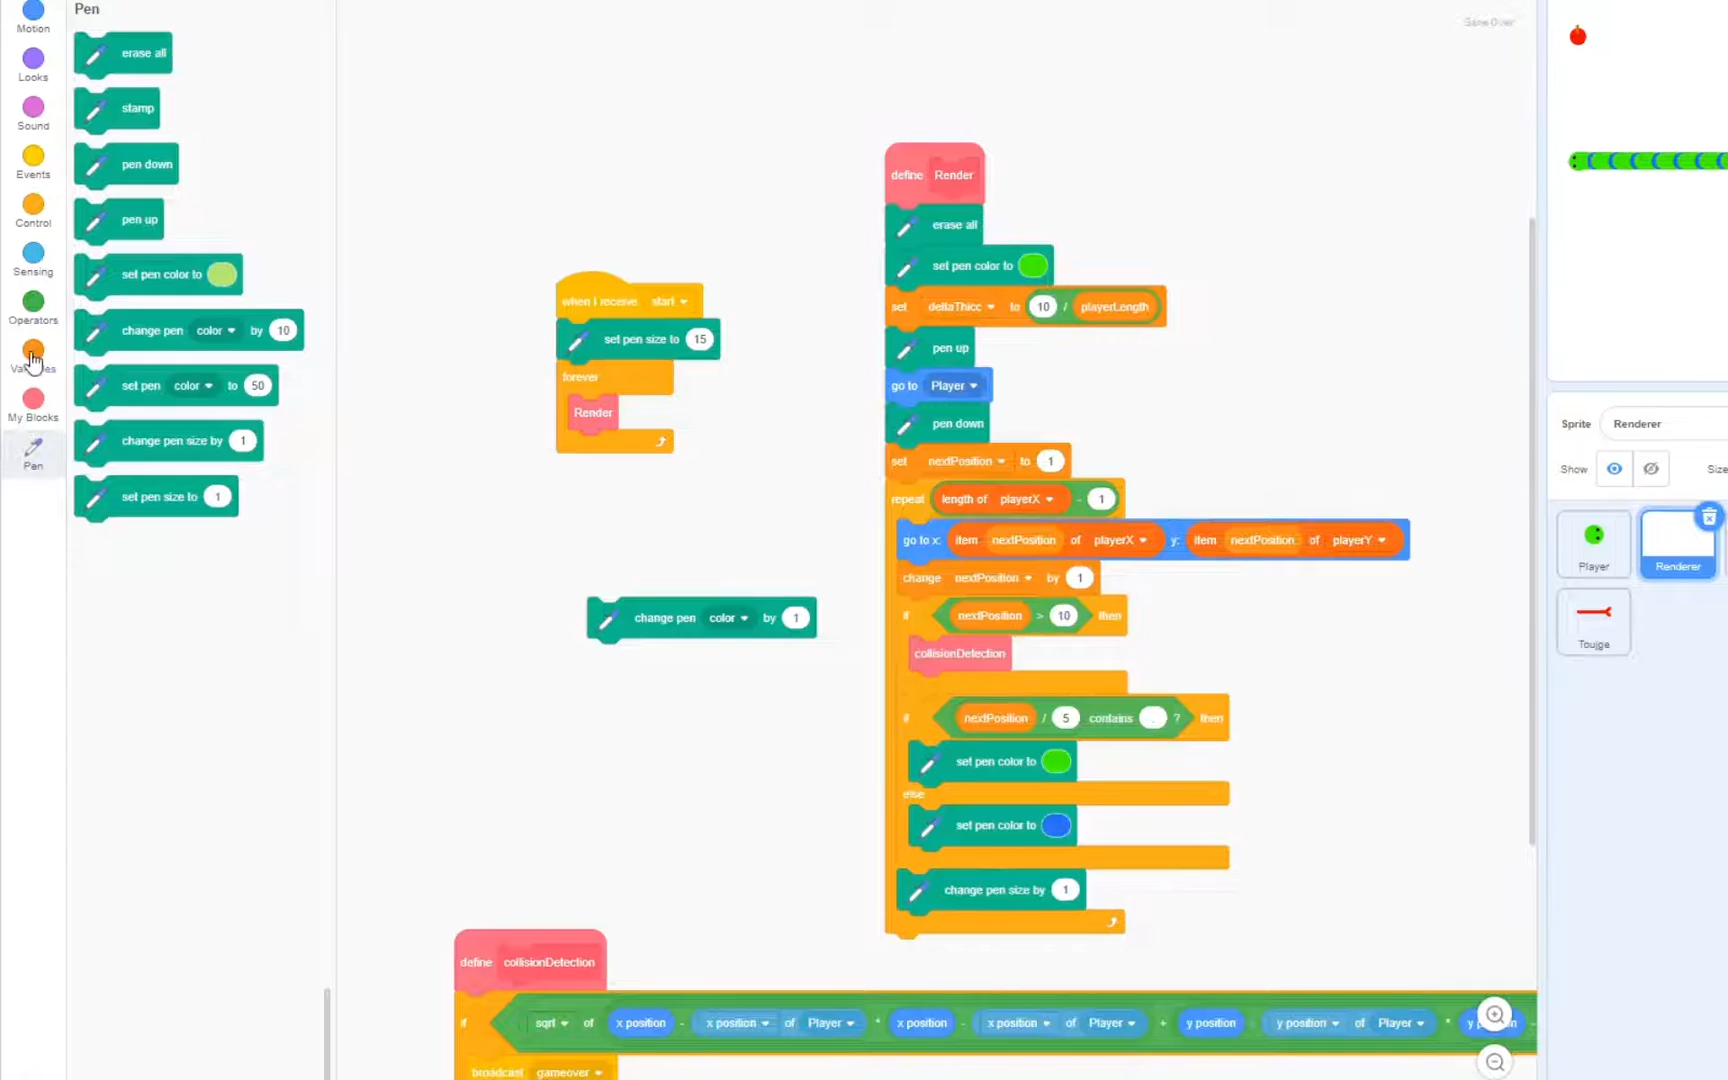 Motion
Looks
Sound
Events
Control
Sensing
Operators
My Blocks
Pen
Pen
erase all
stamp
pen down
pen up
set pen color to
change pen color by 10
set pen color to 50
change pen size by 1
set pen size to 1
when I receive start
set pen size to 15
forever
Render
change pen color by 1
define Render
erase all
set pen color to
set deltaThicc to 10 / playerLength
pen up
go to Player
pen down
set nextPosition to 1
repeat length of playerX - 1
go to x: item nextPosition of playerX y: item nextPosition of playerY
change nextPosition by 1
if nextPosition > 10 then
collisionDetection
if nextPosition / 5 contains . ? then
set pen color to
else
set pen color to
change pen size by 1
define collisionDetection
if sqrt of x position - x position of Player * x position - x position of Player + y position - y position of Player *
broadcast gameover
Game Over
Sprite Renderer
Show Size
Player
Renderer
Toujge